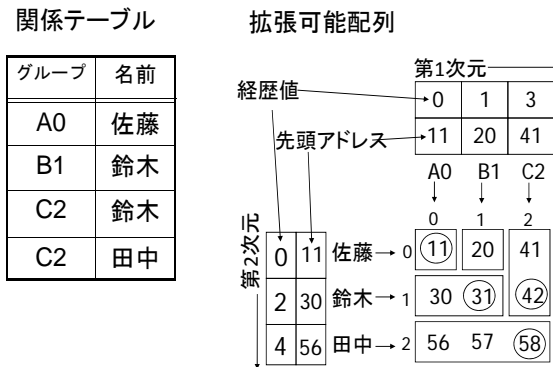 関係テーブル
グループ 名前
A0 佐藤
B1 鈴木
C2 鈴木
C2 田中
拡張可能配列
第1次元
経歴値
0 1 3
先頭アドレス
11 20 41
A0 B1 C2
0 1 2
第2次元
0 11 佐藤 0 11 20 41
2 30 鈴木 1 30 31 42
4 56 田中 2 56 57 58